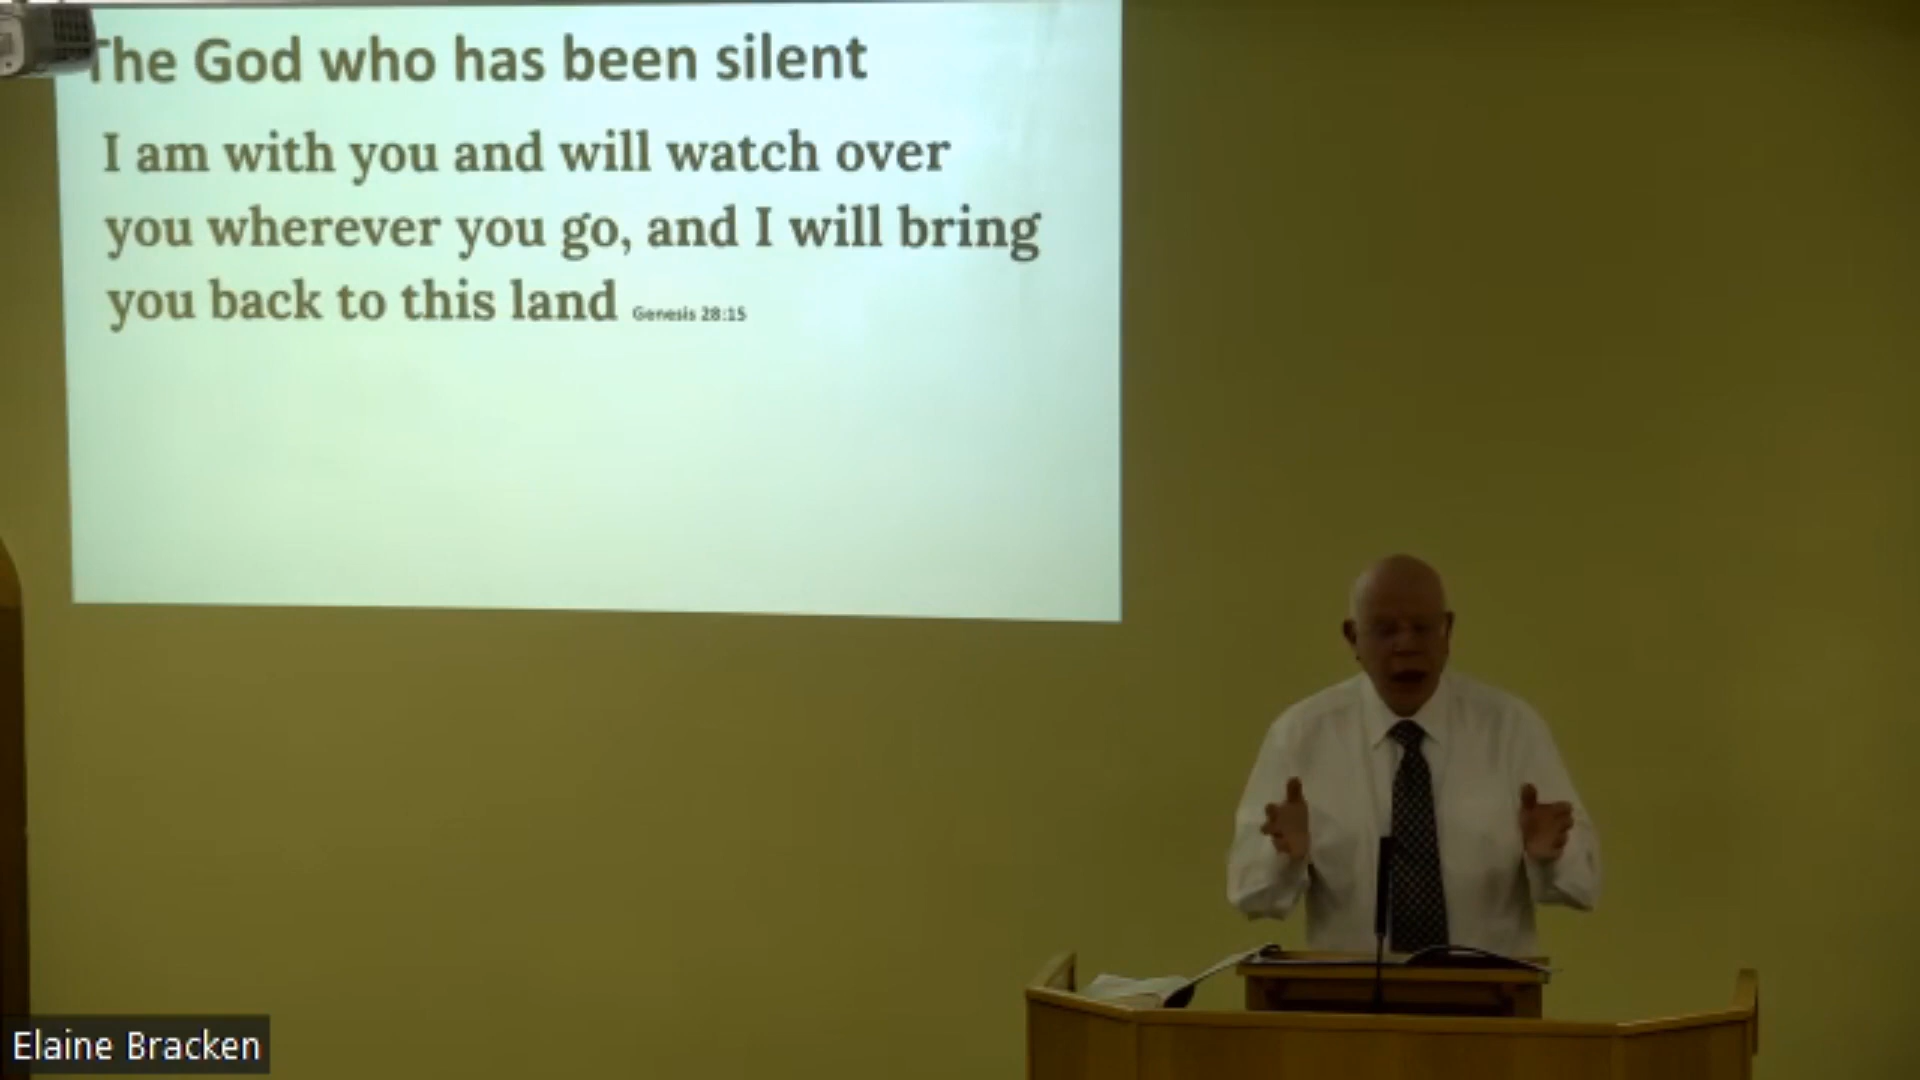 The God who has been silent
I am with you and will watch over
you wherever you go, and I will bring
you back to this land Genesis 28:15
Elaine Bracken